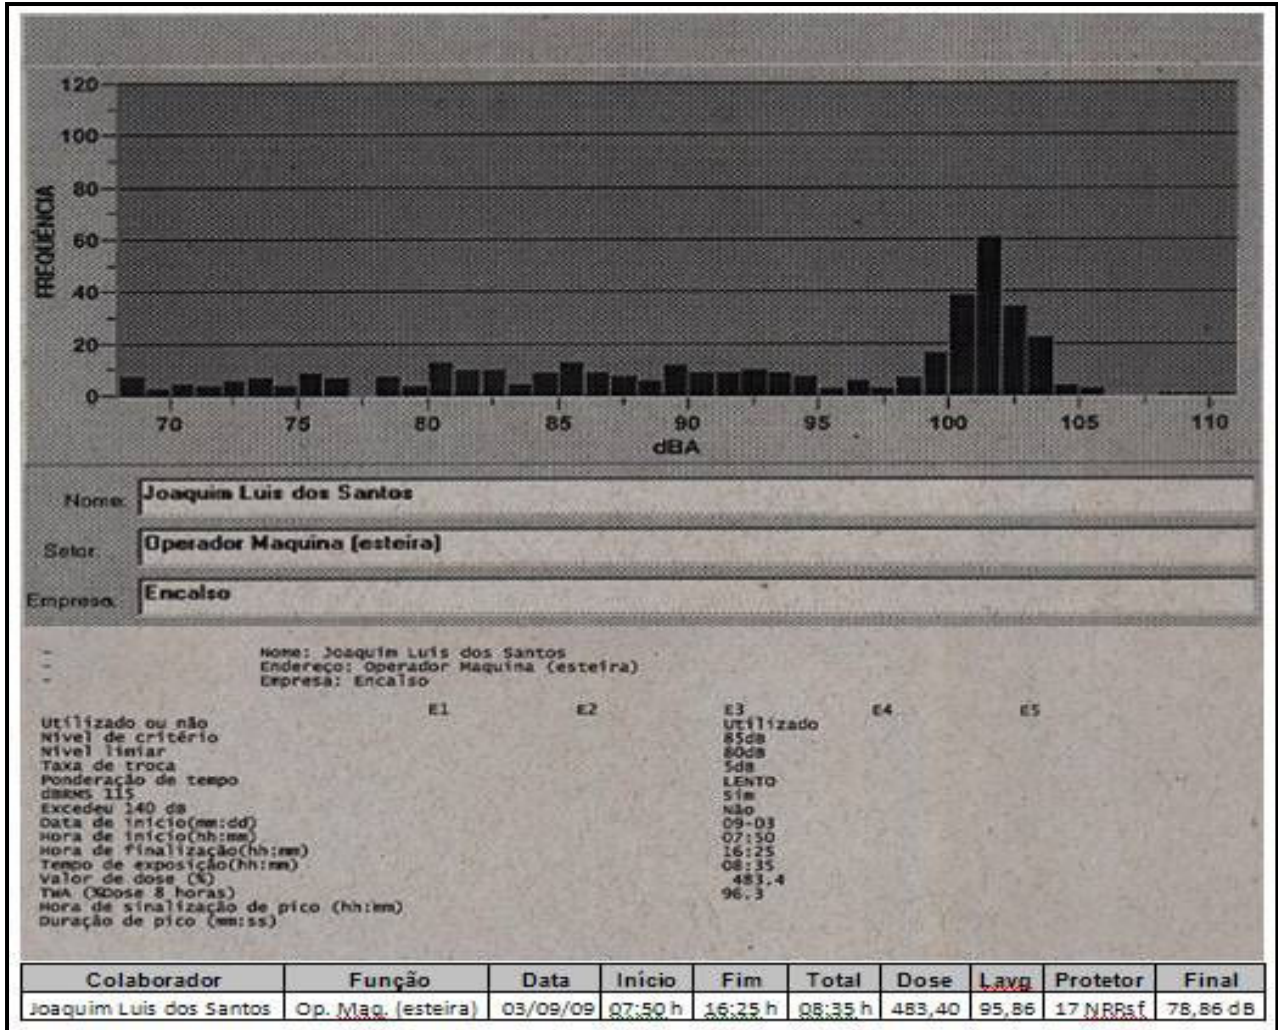 120
100
80
60
40
20
0
FREQUÊNCIA
70 75 80 85 90 95 100 105 110
dBA
Nome: Joaquim Luis dos Santos
Setor: Operador Maquina (esteira)
Empresa: Encalso
- Nome: Joaquim Luis dos Santos
- Endereço: Operador Maquina (esteira)
- Empresa: Encalso
E1 E2 E3 E4 E5
Utilizado ou não Utilizado
Nível de critério 85dB
Nível limiar 80dB
Taxa de troca 5dB
Ponderação de tempo LENTO
dBRMS 115 Sim
Excedeu 140 dB Não
Data de início(mm:dd) 09-03
Hora de início(hh:mm) 07:50
Hora de finalização(hh:mm) 16:25
Tempo de exposição(hh:mm) 08:35
Valor de dose (%) 483.4
TWA (%Dose 8 horas) 96.3
Hora de sinalização de pico (hh:mm)
Duração de pico (mm:ss)
Colaborador Função Data Início Fim Total Dose Lavg Protetor Final
Joaquim Luis dos Santos Op. Maq. (esteira) 03/09/09 07:50 h 16:25 h 08:35 h 483,40 95,86 17 NRRsf 78,86 dB